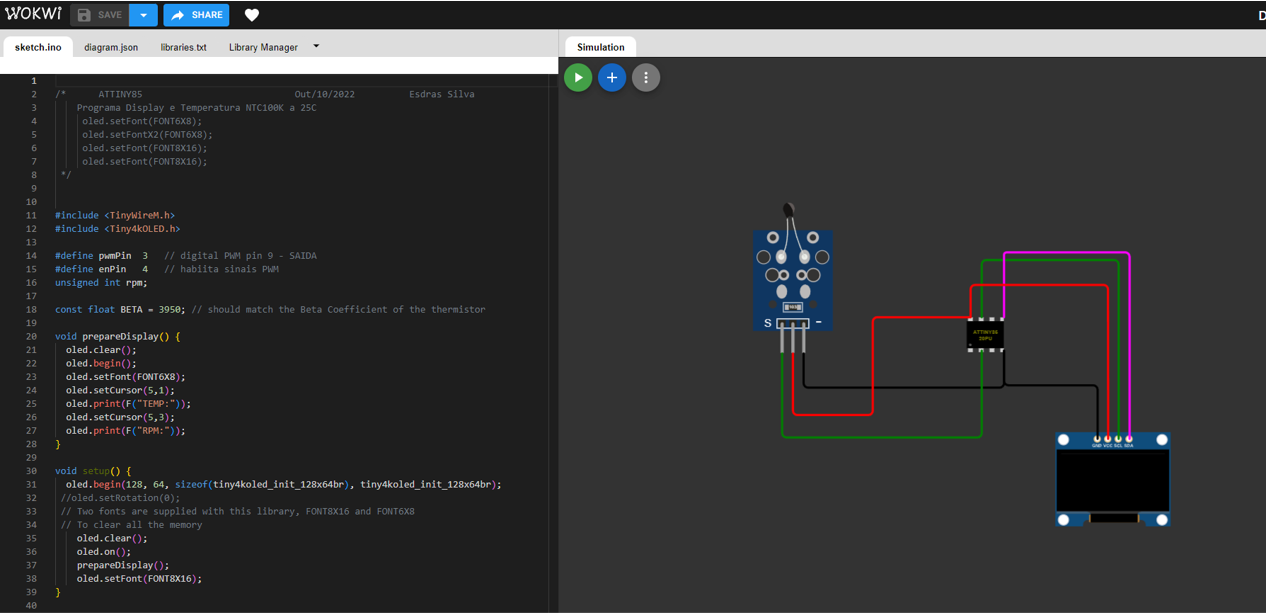 WOKWI SAVE SHARE D
sketch.ino diagram.json libraries.txt Library Manager Simulation
1
2 /* ATTINY85 Out/10/2022 Esdras Silva
3 Programa Display e Temperatura NTC100K a 25C
4 oled.setFont(FONT6X8);
5 oled.setFontX2(FONT6X8);
6 oled.setFont(FONT8X16);
7 oled.setFont(FONT8X16);
8 */
9
10
11 #include <TinyWireM.h>
12 #include <Tiny4kOLED.h>
13
14 #define pwmPin 3 // digital PWM pin 9 - SAIDA
15 #define enPin 4 // habiita sinais PWM
16 unsigned int rpm;
17
18 const float BETA = 3950; // should match the Beta Coefficient of the thermistor
19
20 void prepareDisplay() {
21 oled.clear();
22 oled.begin();
23 oled.setFont(FONT6X8);
24 oled.setCursor(5,1);
25 oled.print(F("TEMP:"));
26 oled.setCursor(5,3);
27 oled.print(F("RPM:"));
28 }
29
30 void setup() {
31 oled.begin(128, 64, sizeof(tiny4koled_init_128x64br), tiny4koled_init_128x64br);
32 //oled.setRotation(0);
33 // Two fonts are supplied with this library, FONT8X16 and FONT6X8
34 // To clear all the memory
35 oled.clear();
36 oled.on();
37 prepareDisplay();
38 oled.setFont(FONT8X16);
39 }
40
S -
ATTINY85
20PU
GND VCC SCL SDA